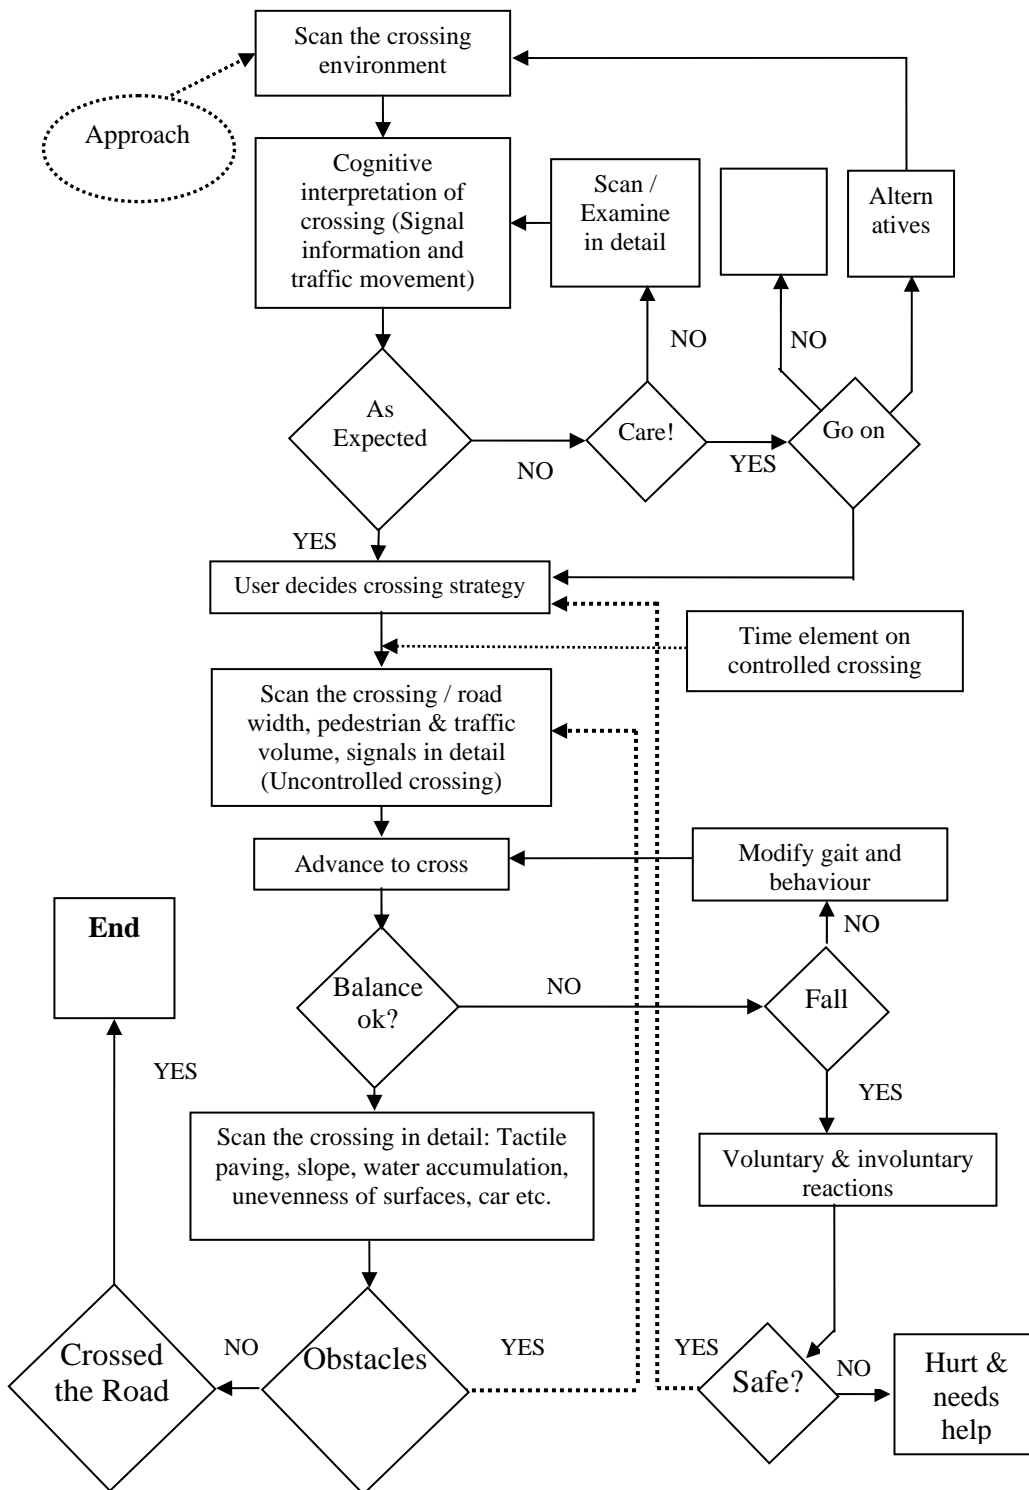 Scan the crossing
environment
Approach
Cognitive
interpretation of
crossing (Signal
information and
traffic movement)
Scan /
Examine
in detail
Altern
atives
NO
NO
As
Expected
Care!
Go on
NO
YES
YES
User decides crossing strategy
Time element on
controlled crossing
Scan the crossing / road
width, pedestrian & traffic
volume, signals in detail
(Uncontrolled crossing)
Advance to cross
Modify gait and
behaviour
End
NO
Balance
ok?
NO
Fall
YES
YES
Scan the crossing in detail: Tactile
paving, slope, water accumulation,
unevenness of surfaces, car etc.
Voluntary & involuntary
reactions
Crossed
the Road
NO
Obstacles
YES
YES
Safe?
NO
Hurt &
needs
help